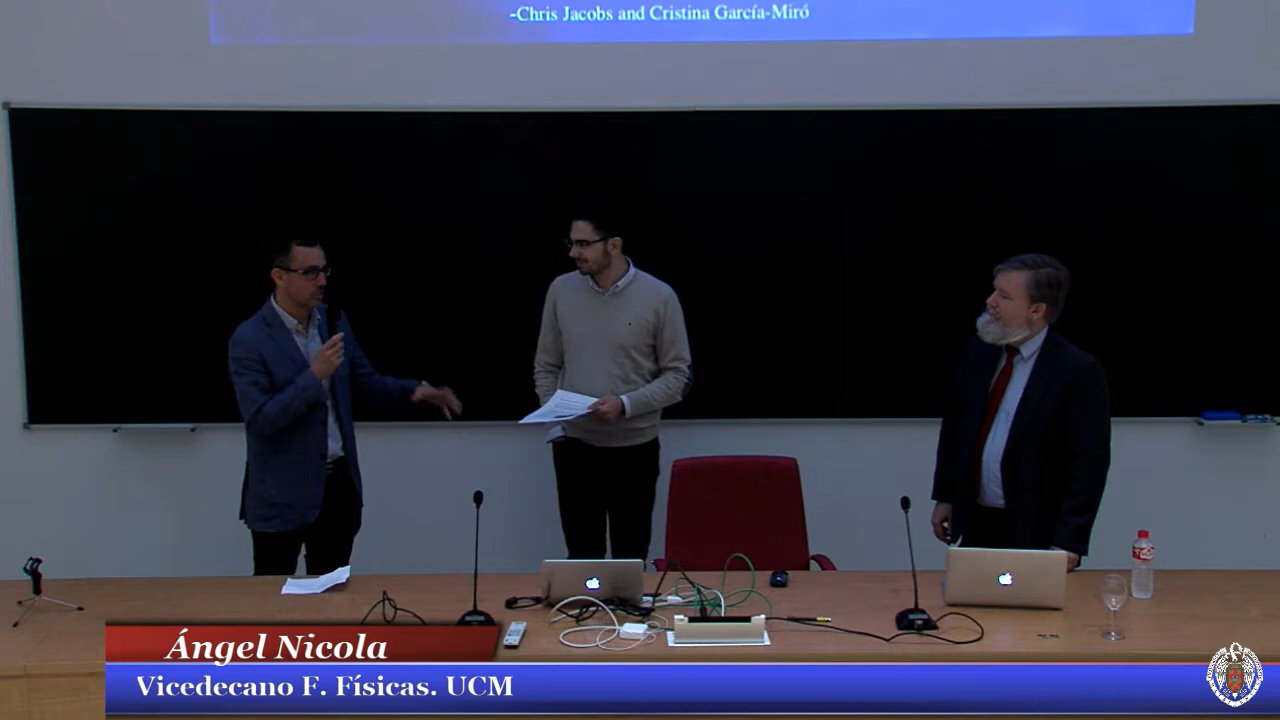 -Chris Jacobs and Cristina García-Miró
Ángel Nicola
Vicedecano F. Físicas. UCM